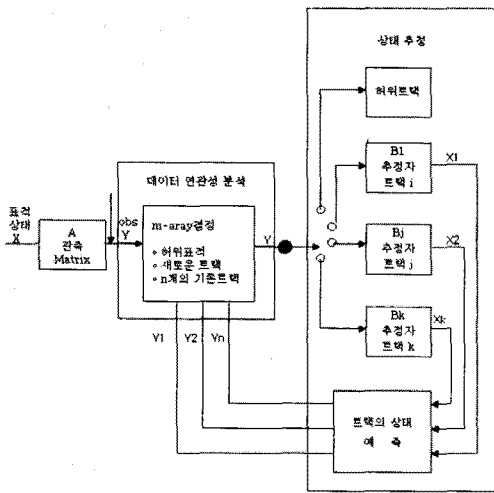 상태 추정
허위트랙
B1
추정자
트랙 i
X1
데이터 연관성 분석
표적
상태
X
A
관측
Matrix
obs
Y
m-aray결정
허위표적
새로운 트랙
n개의 기존트랙
Y
Bj
추정자
트랙 j
X2
Bk
추정자
트랙 k
Xk
Y1 Y2 Yn
트랙의 상태
예 측